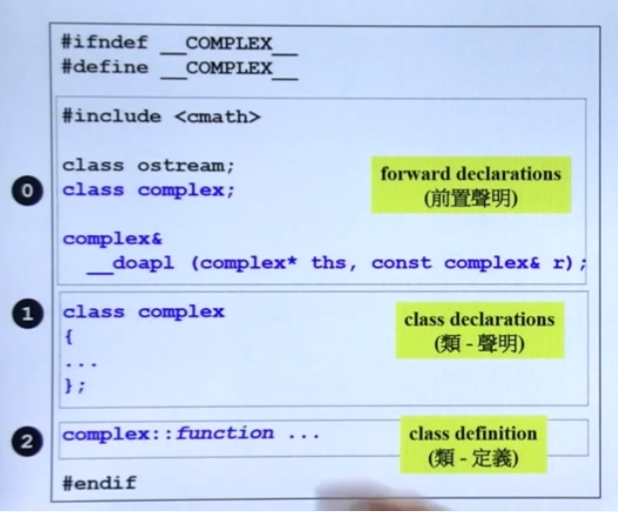 #ifndef __COMPLEX__
#define __COMPLEX__
#include <cmath>
class ostream;
class complex;
complex&
__doapl (complex* ths, const complex& r);
0
forward declarations
(前置聲明)
1
class complex
{
...
};
class declarations
(類 - 聲明)
2
complex::function ...
class definition
(類 - 定義)
#endif